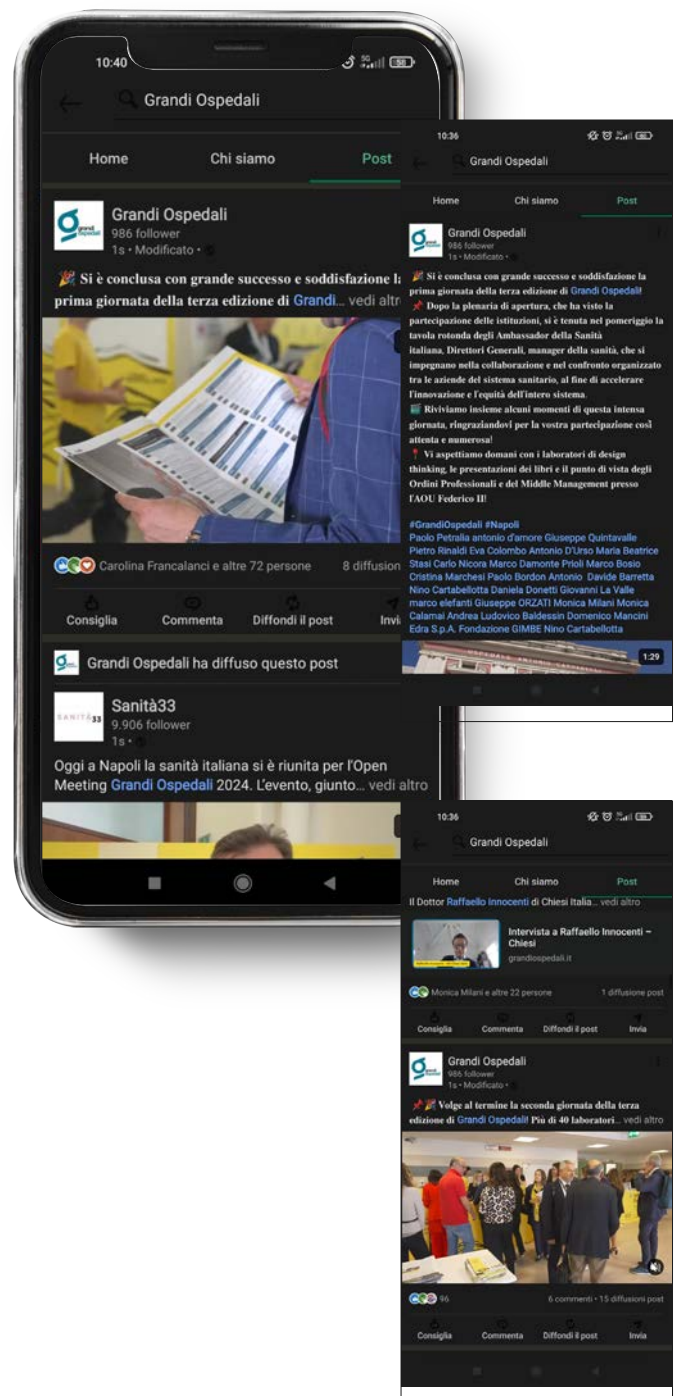 10:40
5G
58
Grandi Ospedali
Home Chi siamo Post
grandi
ospedali
Grandi Ospedali
986 follower
1s • Modificato •
🎉 Si è conclusa con grande successo e soddisfazione la
prima giornata della terza edizione di Grandi... vedi altr
Carolina Francalanci e altre 72 persone 8 diffusion
Consiglia Commenta Diffondi il post Invi
Grandi Ospedali ha diffuso questo post
SANITÀ33
Sanità33
9.906 follower
1s •
Oggi a Napoli la sanità italiana si è riunita per l'Open
Meeting Grandi Ospedali 2024. L'evento, giunto... vedi altro
10:36
Grandi Ospedali
Home Chi siamo Post
Grandi Ospedali
986 follower
1s • Modificato •
🎉 Si è conclusa con grande successo e soddisfazione la
prima giornata della terza edizione di Grandi Ospedali!
📌 Dopo la plenaria di apertura, che ha visto la
partecipazione delle istituzioni, si è tenuta nel pomeriggio la
tavola rotonda degli Ambassador della Sanità
italiana, Direttori Generali, manager della sanità, che si
impegnano nella collaborazione e nel confronto organizzato
tra le aziende del sistema sanitario, al fine di accelerare
l'innovazione e l'equità dell'intero sistema.
🎬 Riviviamo insieme alcuni momenti di questa intensa
giornata, ringraziandovi per la vostra partecipazione così
attenta e numerosa!
📍 Vi aspettiamo domani con i laboratori di design
thinking, le presentazioni dei libri e il punto di vista degli
Ordini Professionali e del Middle Management presso
l'AOU Federico II!
#GrandiOspedali #Napoli
Paolo Petralia antonio d'amore Giuseppe Quintavalle
Pietro Rinaldi Eva Colombo Antonio D'Urso Maria Beatrice
Stasi Carlo Nicora Marco Damonte Prioli Marco Bosio
Cristina Marchesi Paolo Bordon Antonio Davide Barretta
Nino Cartabellotta Daniela Donetti Giovanni La Valle
marco elefanti Giuseppe ORZATI Monica Milani Monica
Calamai Andrea Ludovico Baldessin Domenico Mancini
Edra S.p.A. Fondazione GIMBE Nino Cartabellotta
1:29
10:36
Grandi Ospedali
Home Chi siamo Post
Il Dottor Raffaello Innocenti di Chiesi Italia... vedi altro
Intervista a Raffaello Innocenti –
Chiesi
grandiospedali.it
Monica Milani e altre 22 persone 1 diffusione post
Consiglia Commenta Diffondi il post Invia
Grandi Ospedali
986 follower
1s • Modificato •
📌🎉 Volge al termine la seconda giornata della terza
edizione di Grandi Ospedali! Più di 40 laboratori... vedi altro
96 6 commenti • 15 diffusioni post
Consiglia Commenta Diffondi il post Invia